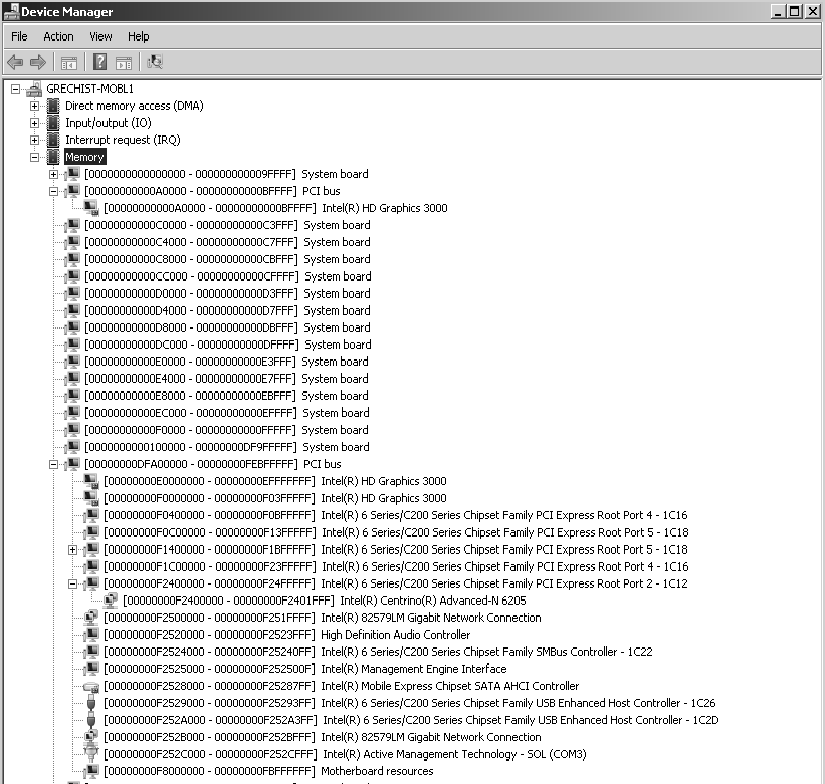 Device Manager
File Action View Help
GRECHIST-MOBL1
Direct memory access (DMA)
Input/output (IO)
Interrupt request (IRQ)
Memory
[0000000000000000 - 000000000009FFFF] System board
[00000000000A0000 - 00000000000BFFFF] PCI bus
[00000000000A0000 - 00000000000BFFFF] Intel(R) HD Graphics 3000
[00000000000C0000 - 00000000000C3FFF] System board
[00000000000C4000 - 00000000000C7FFF] System board
[00000000000C8000 - 00000000000CBFFF] System board
[00000000000CC000 - 00000000000CFFFF] System board
[00000000000D0000 - 00000000000D3FFF] System board
[00000000000D4000 - 00000000000D7FFF] System board
[00000000000D8000 - 00000000000DBFFF] System board
[00000000000DC000 - 00000000000DFFFF] System board
[00000000000E0000 - 00000000000E3FFF] System board
[00000000000E4000 - 00000000000E7FFF] System board
[00000000000E8000 - 00000000000EBFFF] System board
[00000000000EC000 - 00000000000EFFFF] System board
[00000000000F0000 - 00000000000FFFFF] System board
[0000000000100000 - 00000000DF9FFFFF] System board
[00000000DFA00000 - 00000000FEBFFFFF] PCI bus
[00000000E0000000 - 00000000EFFFFFFF] Intel(R) HD Graphics 3000
[00000000F0000000 - 00000000F03FFFFF] Intel(R) HD Graphics 3000
[00000000F0400000 - 00000000F0BFFFFF] Intel(R) 6 Series/C200 Series Chipset Family PCI Express Root Port 4 - 1C16
[00000000F0C00000 - 00000000F13FFFFF] Intel(R) 6 Series/C200 Series Chipset Family PCI Express Root Port 5 - 1C18
[00000000F1400000 - 00000000F1BFFFFF] Intel(R) 6 Series/C200 Series Chipset Family PCI Express Root Port 5 - 1C18
[00000000F1C00000 - 00000000F23FFFFF] Intel(R) 6 Series/C200 Series Chipset Family PCI Express Root Port 4 - 1C16
[00000000F2400000 - 00000000F24FFFFF] Intel(R) 6 Series/C200 Series Chipset Family PCI Express Root Port 2 - 1C12
[00000000F2400000 - 00000000F2401FFF] Intel(R) Centrino(R) Advanced-N 6205
[00000000F2500000 - 00000000F251FFFF] Intel(R) 82579LM Gigabit Network Connection
[00000000F2520000 - 00000000F2523FFF] High Definition Audio Controller
[00000000F2524000 - 00000000F25240FF] Intel(R) 6 Series/C200 Series Chipset Family SMBus Controller - 1C22
[00000000F2525000 - 00000000F252500F] Intel(R) Management Engine Interface
[00000000F2528000 - 00000000F25287FF] Intel(R) Mobile Express Chipset SATA AHCI Controller
[00000000F2529000 - 00000000F25293FF] Intel(R) 6 Series/C200 Series Chipset Family USB Enhanced Host Controller - 1C26
[00000000F252A000 - 00000000F252A3FF] Intel(R) 6 Series/C200 Series Chipset Family USB Enhanced Host Controller - 1C2D
[00000000F252B000 - 00000000F252BFFF] Intel(R) 82579LM Gigabit Network Connection
[00000000F252C000 - 00000000F252CFFF] Intel(R) Active Management Technology - SOL (COM3)
[00000000F8000000 - 00000000FBFFFFFF] Motherboard resources